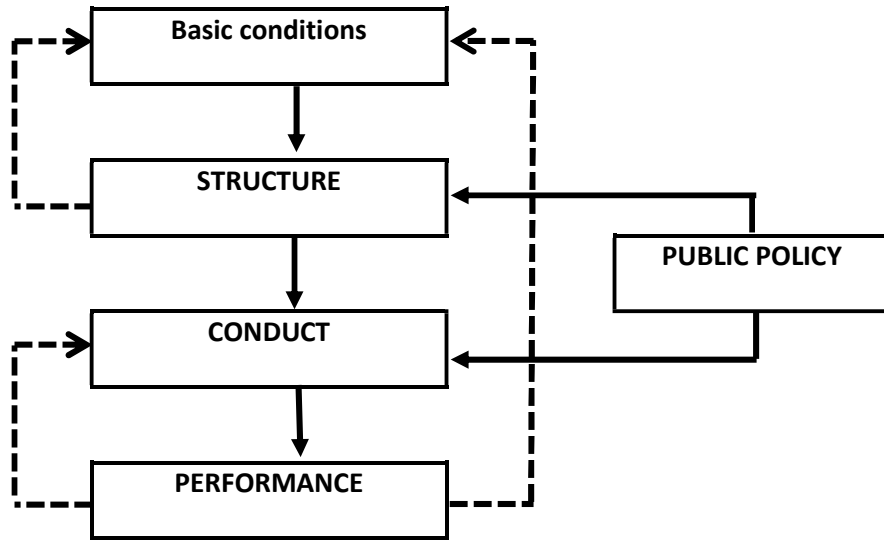 Basic conditions
STRUCTURE
PUBLIC POLICY
CONDUCT
PERFORMANCE